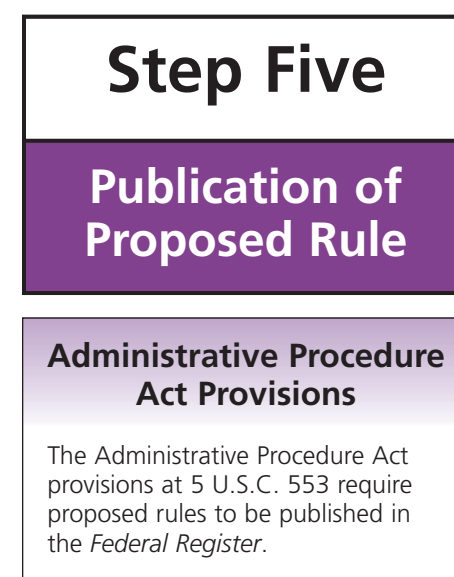 Step Five
Publication of
Proposed Rule
Administrative Procedure
Act Provisions
The Administrative Procedure Act
provisions at 5 U.S.C. 553 require
proposed rules to be published in
the Federal Register.